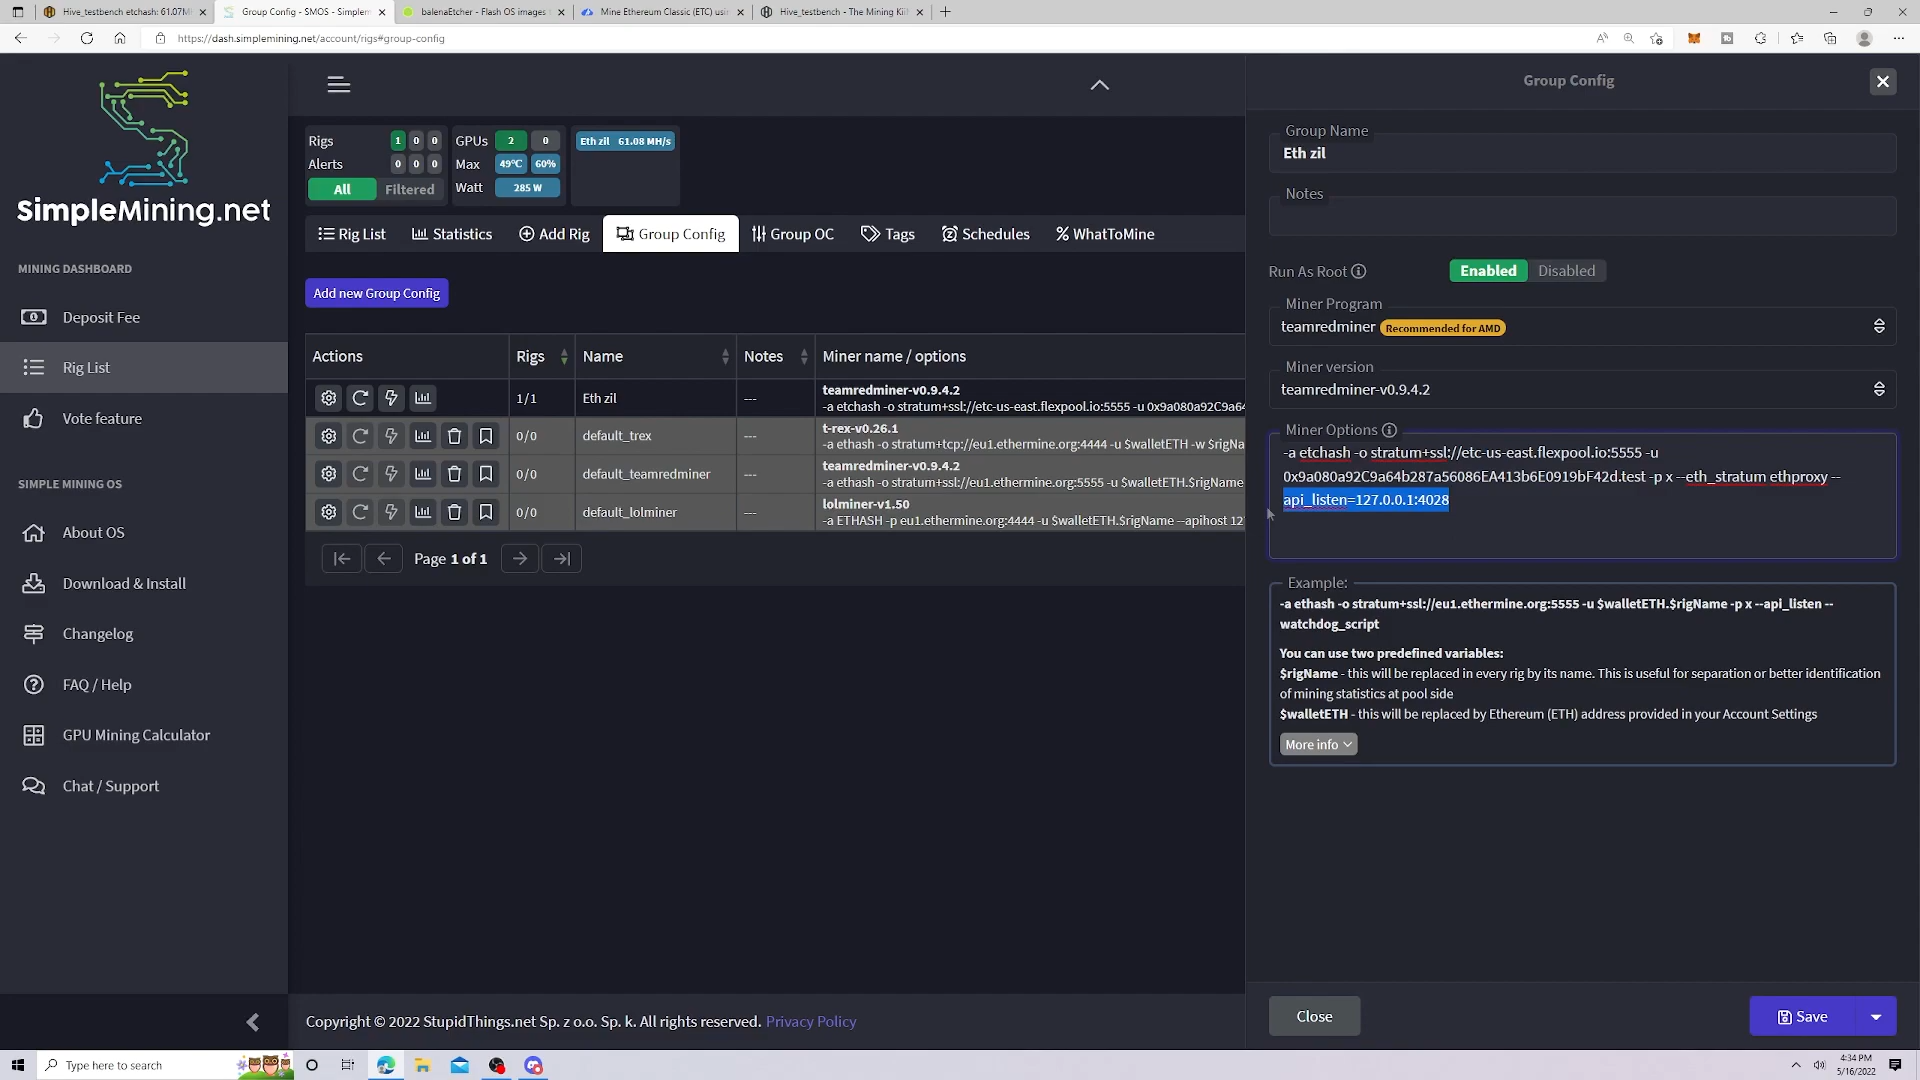 Hive_testbench etchash: 61.07M
Group Config - SMOS - Simplem
balenaEtcher - Flash OS images
Mine Ethereum Classic (ETC) usi
Hive_testbench - The Mining Kill
https://dash.simplemining.net/account/rigs#group-config
SimpleMining.net
MINING DASHBOARD
Deposit Fee
Rig List
Vote feature
SIMPLE MINING OS
About OS
Download & Install
Changelog
FAQ / Help
GPU Mining Calculator
Chat / Support
Rigs 1 0 0
Alerts 0 0 0
All Filtered
GPUs 2 0
Max 49℃ 60%
Watt 285 W
Eth zil 61.08 MH/s
Rig List
Statistics
Add Rig
Group Config
Group OC
Tags
Schedules
WhatToMine
Add new Group Config
Actions Rigs Name Notes Miner name / options
1/1 Eth zil ---
teamredminer-v0.9.4.2
-a etchash -o stratum+ssl://etc-us-east.flexpool.io:5555 -u 0x9a080a92C9a64
0/0 default_trex ---
t-rex-v0.26.1
-a ethash -o stratum+tcp://eu1.ethermine.org:4444 -u $walletETH -w $rigNa
0/0 default_teamredminer ---
teamredminer-v0.9.4.2
-a ethash -o stratum+ssl://eu1.ethermine.org:5555 -u $walletETH.$rigName
0/0 default_lolminer ---
lolminer-v1.50
-a ETHASH -p eu1.ethermine.org:4444 -u $walletETH.$rigName --apihost 12
Page 1 of 1
Copyright © 2022 StupidThings.net Sp. z o.o. Sp. k. All rights reserved. Privacy Policy
Group Config
Group Name
Eth zil
Notes
Run As Root
Enabled Disabled
Miner Program
teamredminer Recommended for AMD
Miner version
teamredminer-v0.9.4.2
Miner Options
-a etchash -o stratum+ssl://etc-us-east.flexpool.io:5555 -u
0x9a080a92C9a64b287a56086EA413b6E0919bF42d.test -p x --eth_stratum ethproxy --
api_listen=127.0.0.1:4028
Example:
-a ethash -o stratum+ssl://eu1.ethermine.org:5555 -u $walletETH.$rigName -p x --api_listen --
watchdog_script
You can use two predefined variables:
$rigName - this will be replaced in every rig by its name. This is useful for separation or better identification
of mining statistics at pool side
$walletETH - this will be replaced by Ethereum (ETH) address provided in your Account Settings
More info
Close
Save
Type here to search
4:34 PM
5/16/2022